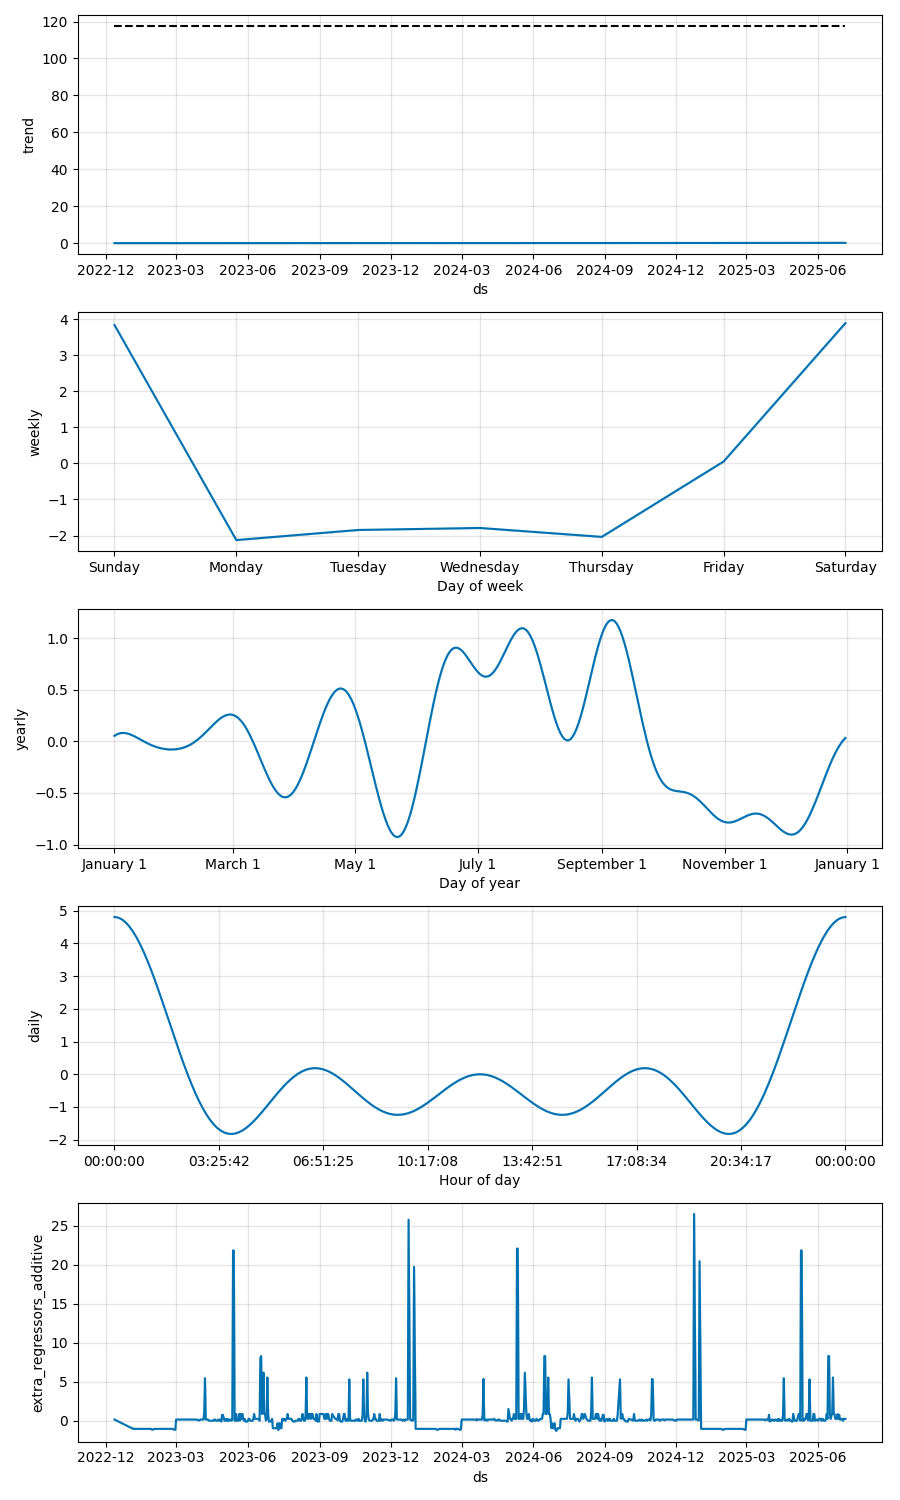 120
100
80
60
40
20
0
trend
2022-12 2023-03 2023-06 2023-09 2023-12 2024-03 2024-06 2024-09 2024-12 2025-03 2025-06
ds
4
3
2
1
0
−1
−2
weekly
Sunday Monday Tuesday Wednesday Thursday Friday Saturday
Day of week
1.0
0.5
0.0
−0.5
−1.0
yearly
January 1 March 1 May 1 July 1 September 1 November 1 January 1
Day of year
5
4
3
2
1
0
−1
−2
daily
00:00:00 03:25:42 06:51:25 10:17:08 13:42:51 17:08:34 20:34:17 00:00:00
Hour of day
25
20
15
10
5
0
extra_regressors_additive
2022-12 2023-03 2023-06 2023-09 2023-12 2024-03 2024-06 2024-09 2024-12 2025-03 2025-06
ds